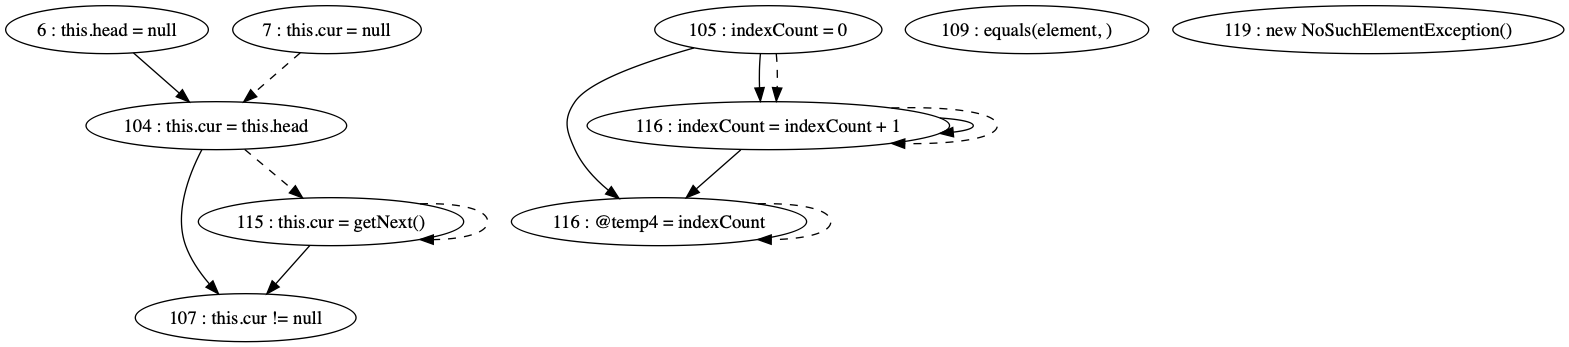 6 : this.head = null
7 : this.cur = null
105 : indexCount = 0
109 : equals(element, )
119 : new NoSuchElementException()
104 : this.cur = this.head
116 : indexCount = indexCount + 1
115 : this.cur = getNext()
116 : @temp4 = indexCount
107 : this.cur != null